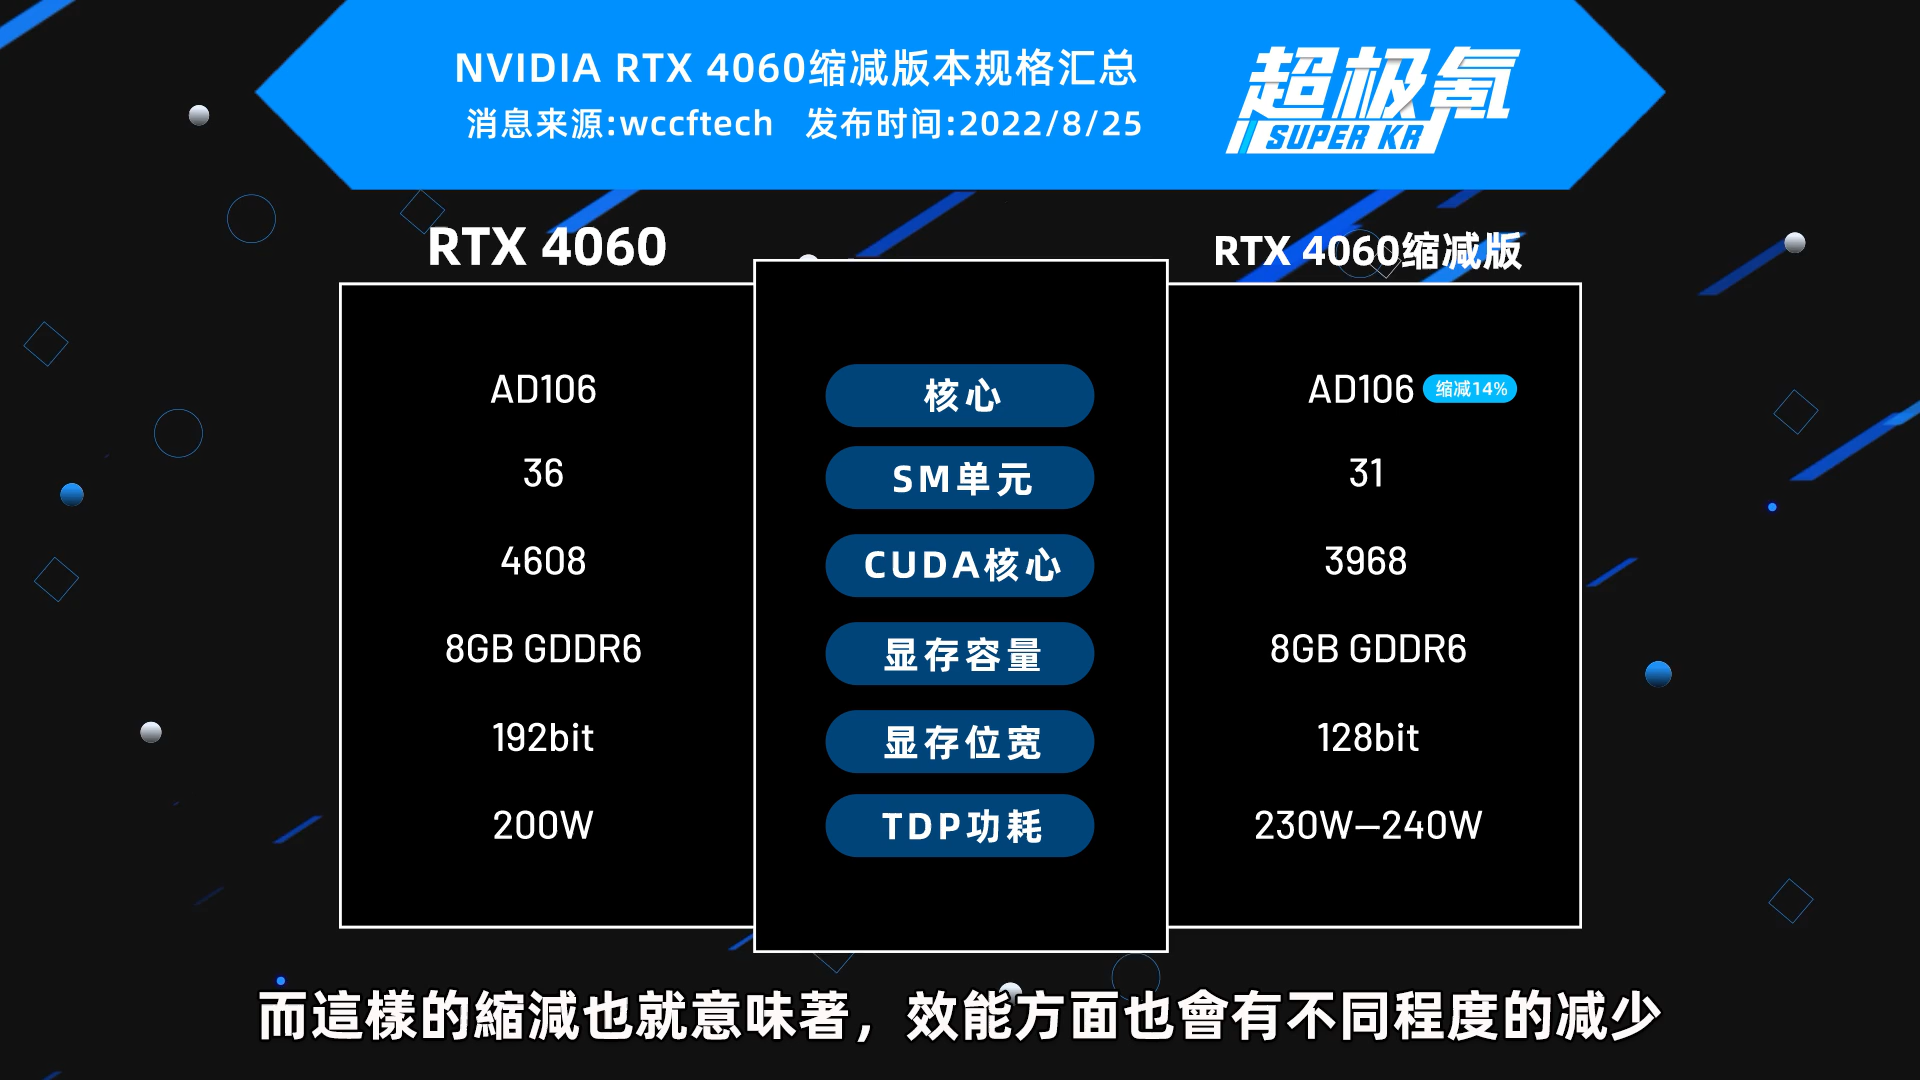 NVIDIA RTX 4060缩减版本规格汇总
消息来源:wccftech 发布时间:2022/8/25
超极氪
SUPER KR
RTX 4060
RTX 4060缩减版
AD106 核心 AD106 缩减14%
36 SM单元 31
4608 CUDA核心 3968
8GB GDDR6 显存容量 8GB GDDR6
192bit 显存位宽 128bit
200W TDP功耗 230W—240W
而這樣的縮減也就意味著，效能方面也會有不同程度的減少